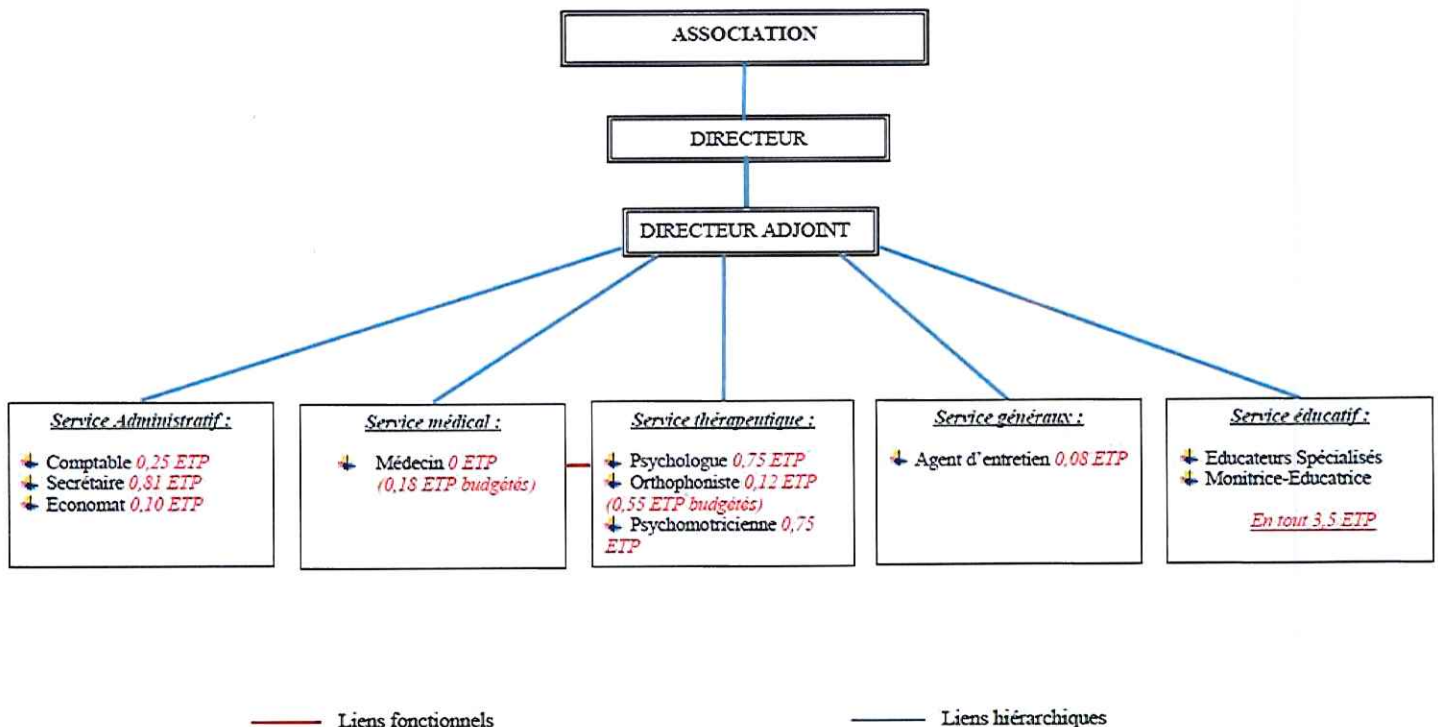 ASSOCIATION
DIRECTEUR
DIRECTEUR ADJOINT
Service Administratif :
Comptable 0,25 ETP
Secrétaire 0,81 ETP
Economat 0,10 ETP
Service médical :
Médecin 0 ETP
(0,18 ETP budgétés)
Service thérapeutique :
Psychologue 0,75 ETP
Orthophoniste 0,12 ETP
(0,55 ETP budgétés)
Psychomotricienne 0,75
ETP
Service généraux :
Agent d'entretien 0,08 ETP
Service éducatif :
Educateurs Spécialisés
Monitrice-Educatrice
En tout 3,5 ETP
Liens fonctionnels
Liens hiérarchiques